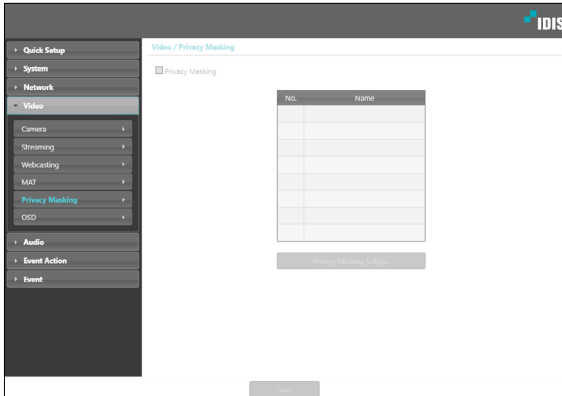 IDIS
Quick Setup
System
Network
Video
Camera
Streaming
Webcasting
MAT
Privacy Masking
OSD
Audio
Event Action
Event
Video / Privacy Masking
Privacy Masking
No. Name
Privacy Masking Setup...
Save